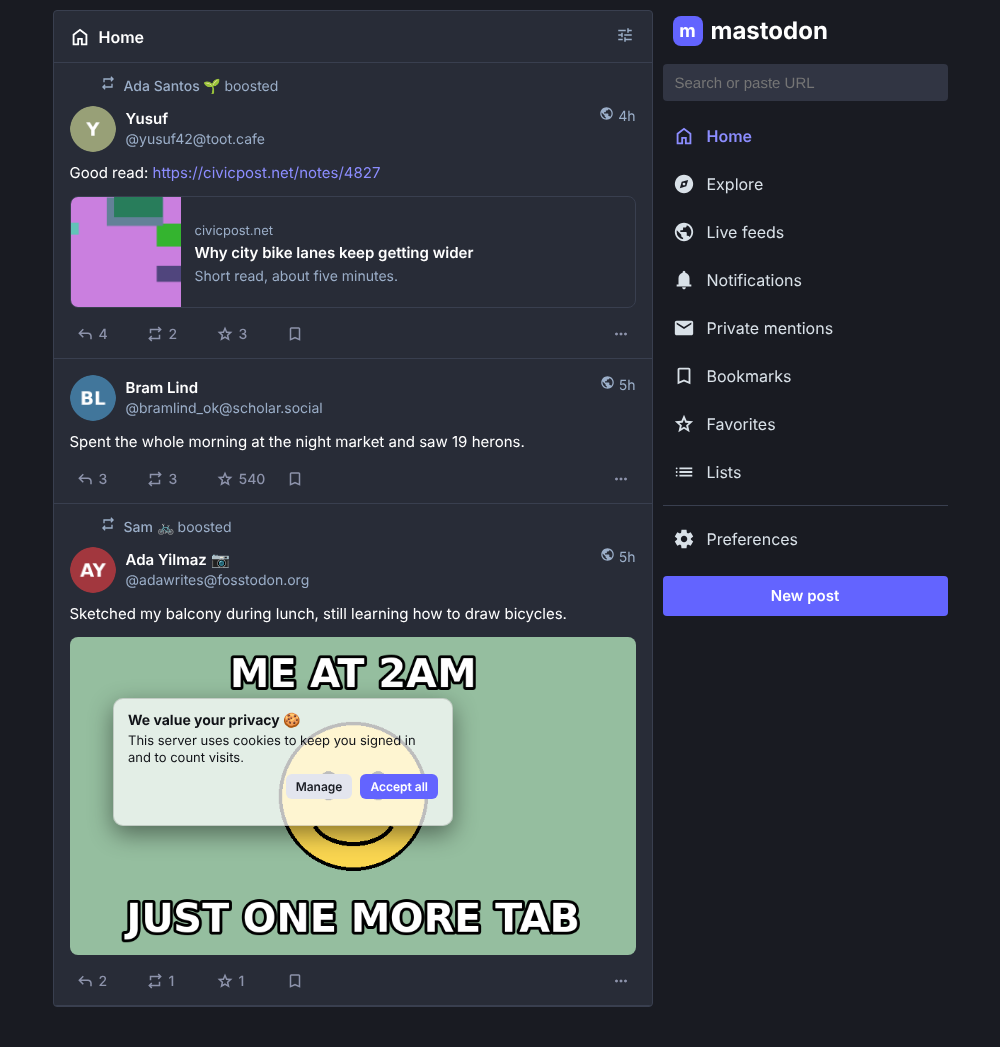 Home
Ada Santos 🌱 boosted
Y
Yusuf
4h
@yusuf42@toot.cafe
Good read: https://civicpost.net/notes/4827
civicpost.net
Why city bike lanes keep getting wider
Short read, about five minutes.
4 2 3
BL
Bram Lind
5h
@bramlind_ok@scholar.social
Spent the whole morning at the night market and saw 19 herons.
3 3 540
Sam 🚲 boosted
AY
Ada Yilmaz 📷
5h
@adawrites@fosstodon.org
Sketched my balcony during lunch, still learning how to draw bicycles.
ME AT 2AM
We value your privacy 🍪
This server uses cookies to keep you signed in
and to count visits.
Manage Accept all
JUST ONE MORE TAB
2 1 1
m mastodon
Search or paste URL
Home
Explore
Live feeds
Notifications
Private mentions
Bookmarks
Favorites
Lists
Preferences
New post